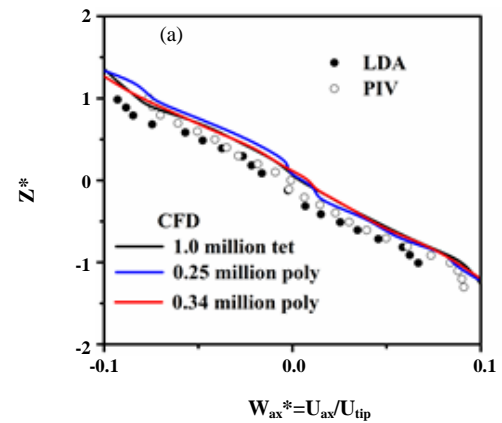 2
(a)
LDA
PIV
1
Z*
0
CFD
1.0 million tet
-1
0.25 million poly
0.34 million poly
-2
-0.1 0.0 0.1
Wax*=Uax/Utip